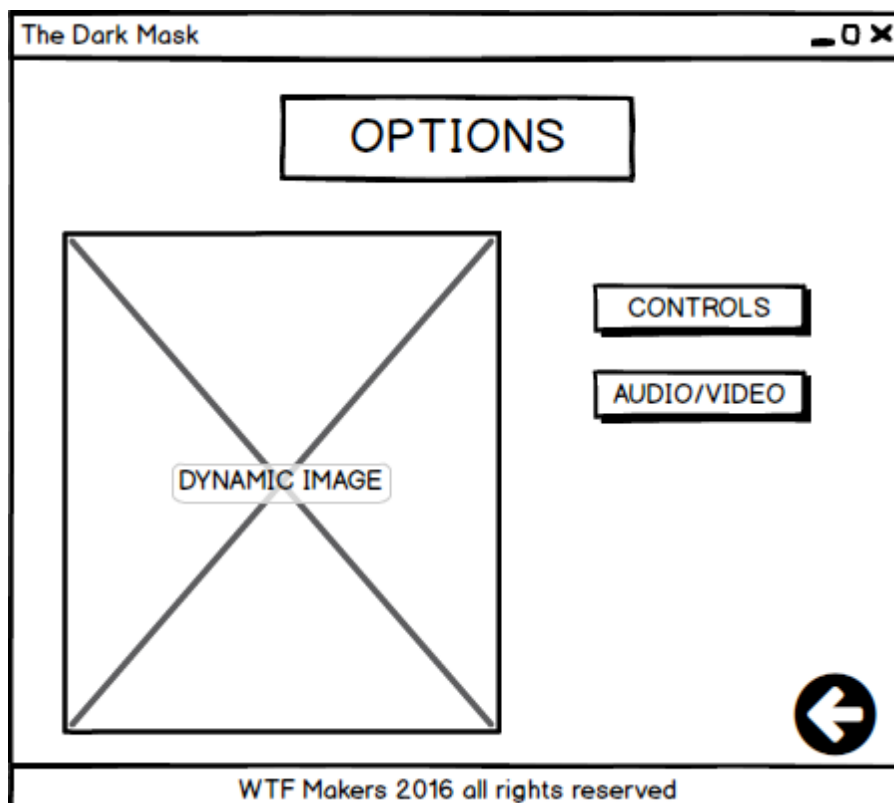 The Dark Mask
OPTIONS
CONTROLS
AUDIO/VIDEO
DYNAMIC IMAGE
WTF Makers 2016 all rights reserved